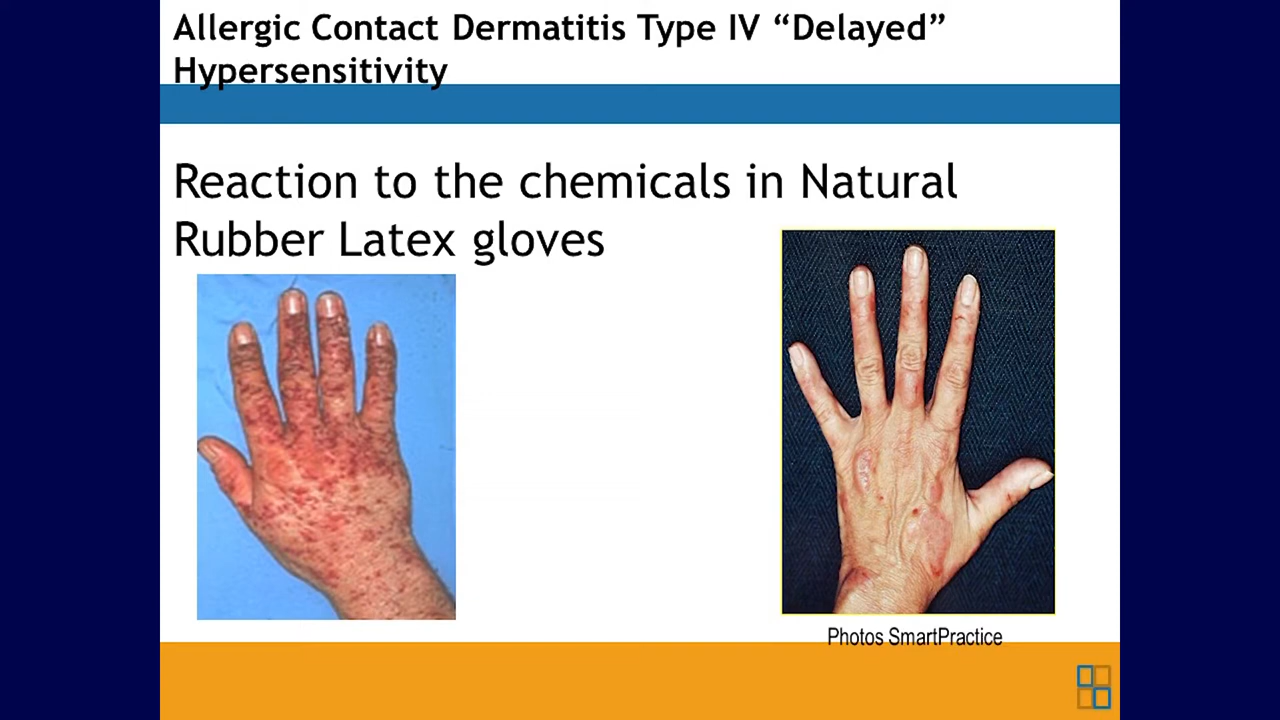 Allergic Contact Dermatitis Type IV “Delayed”
Hypersensitivity
Reaction to the chemicals in Natural
Rubber Latex gloves
Photos SmartPractice